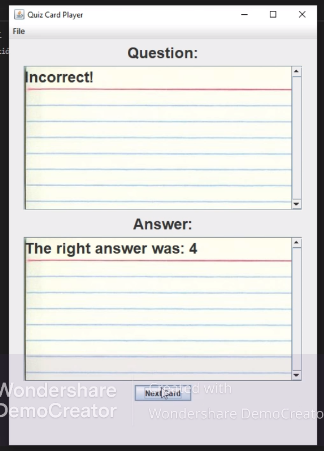 Quiz Card Player
File
Question:
Incorrect!
Answer:
The right answer was: 4
Next Card
Wondershare
DemoCreator
Created with
Wondershare DemoCreator